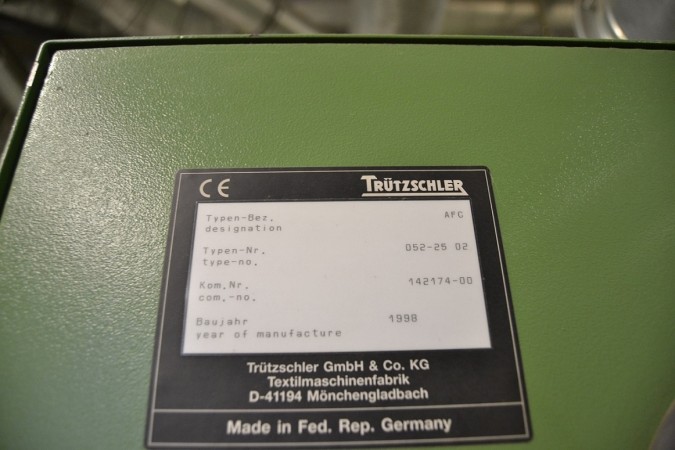 CE TRÜTZSCHLER
Typen-Bez. AFC
designation
Typen-Nr. 052-25 02
type-no.
Kom.Nr. 142174-00
com.-no.
Baujahr 1998
year of manufacture
Trützschler GmbH & Co. KG
Textilmaschinenfabrik
D-41194 Mönchengladbach
Made in Fed. Rep. Germany